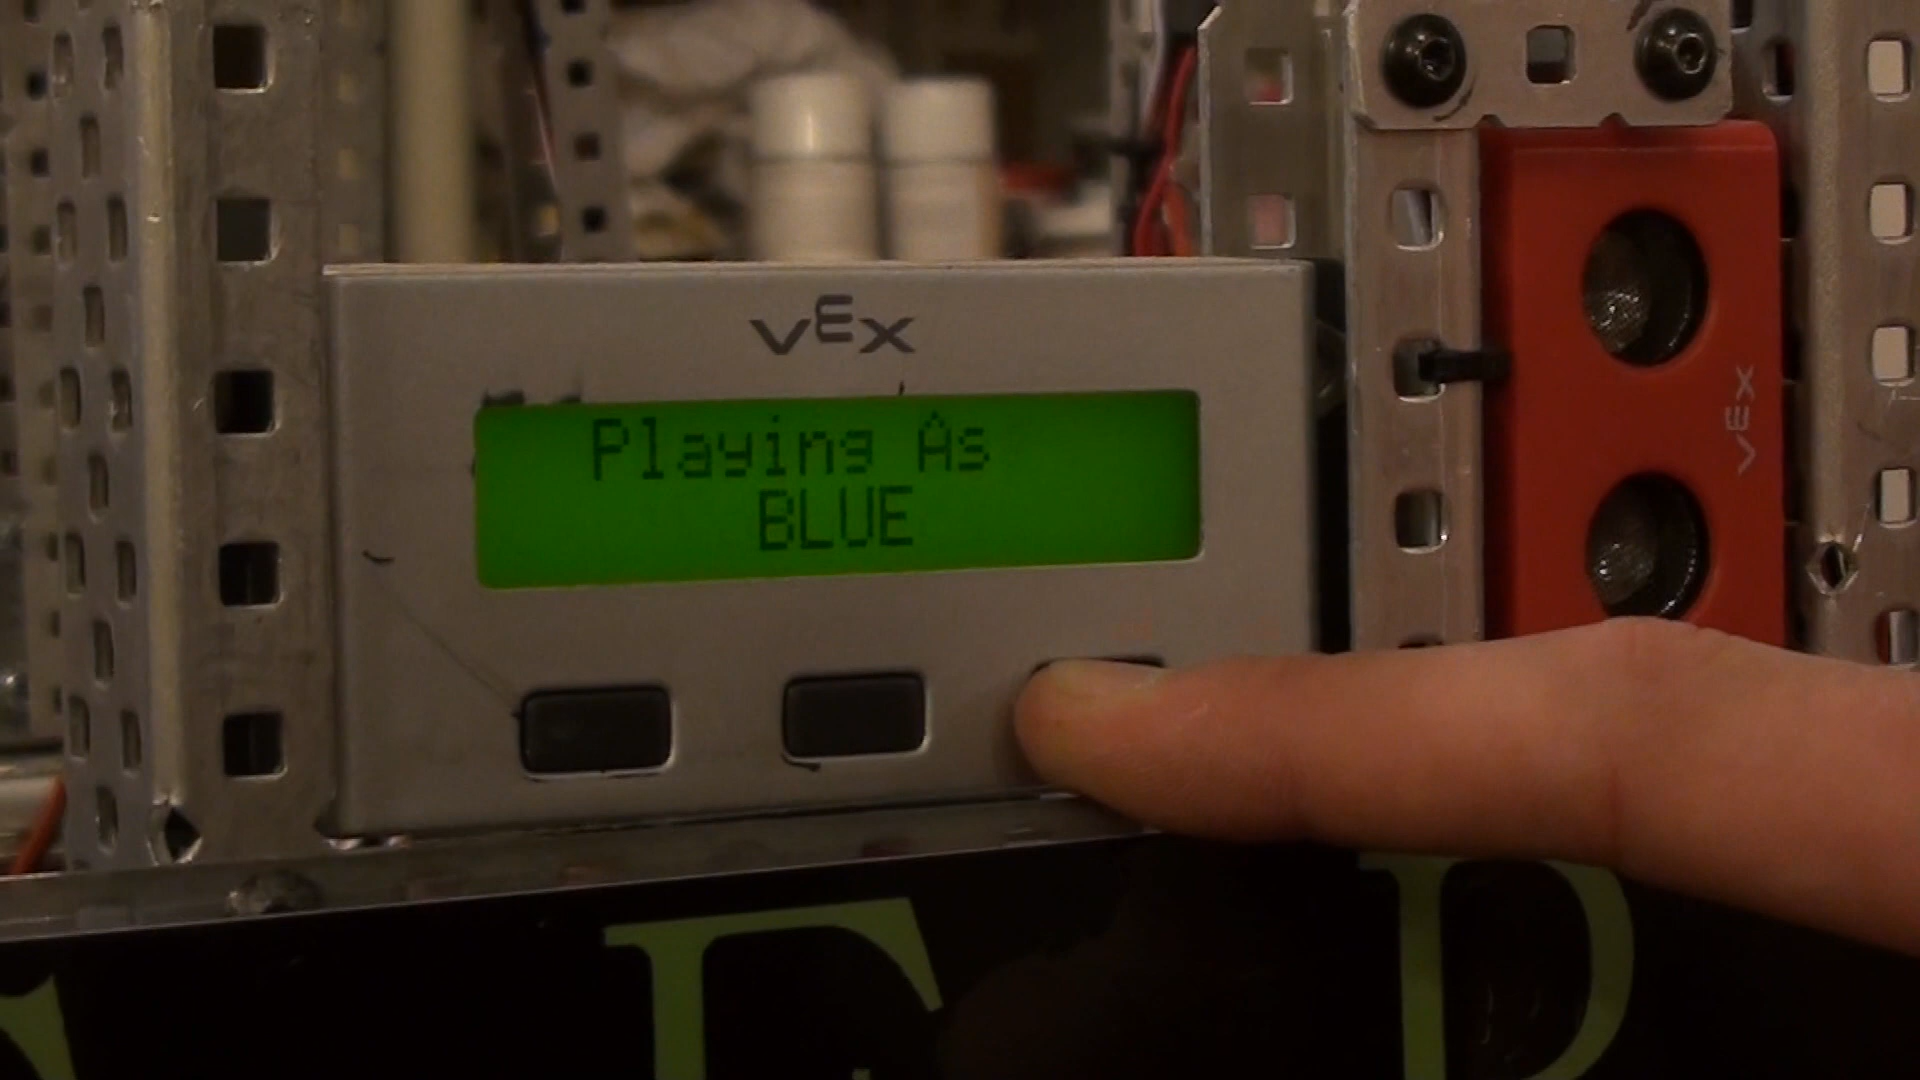 VEX
Playing As
BLUE
VEX
E R